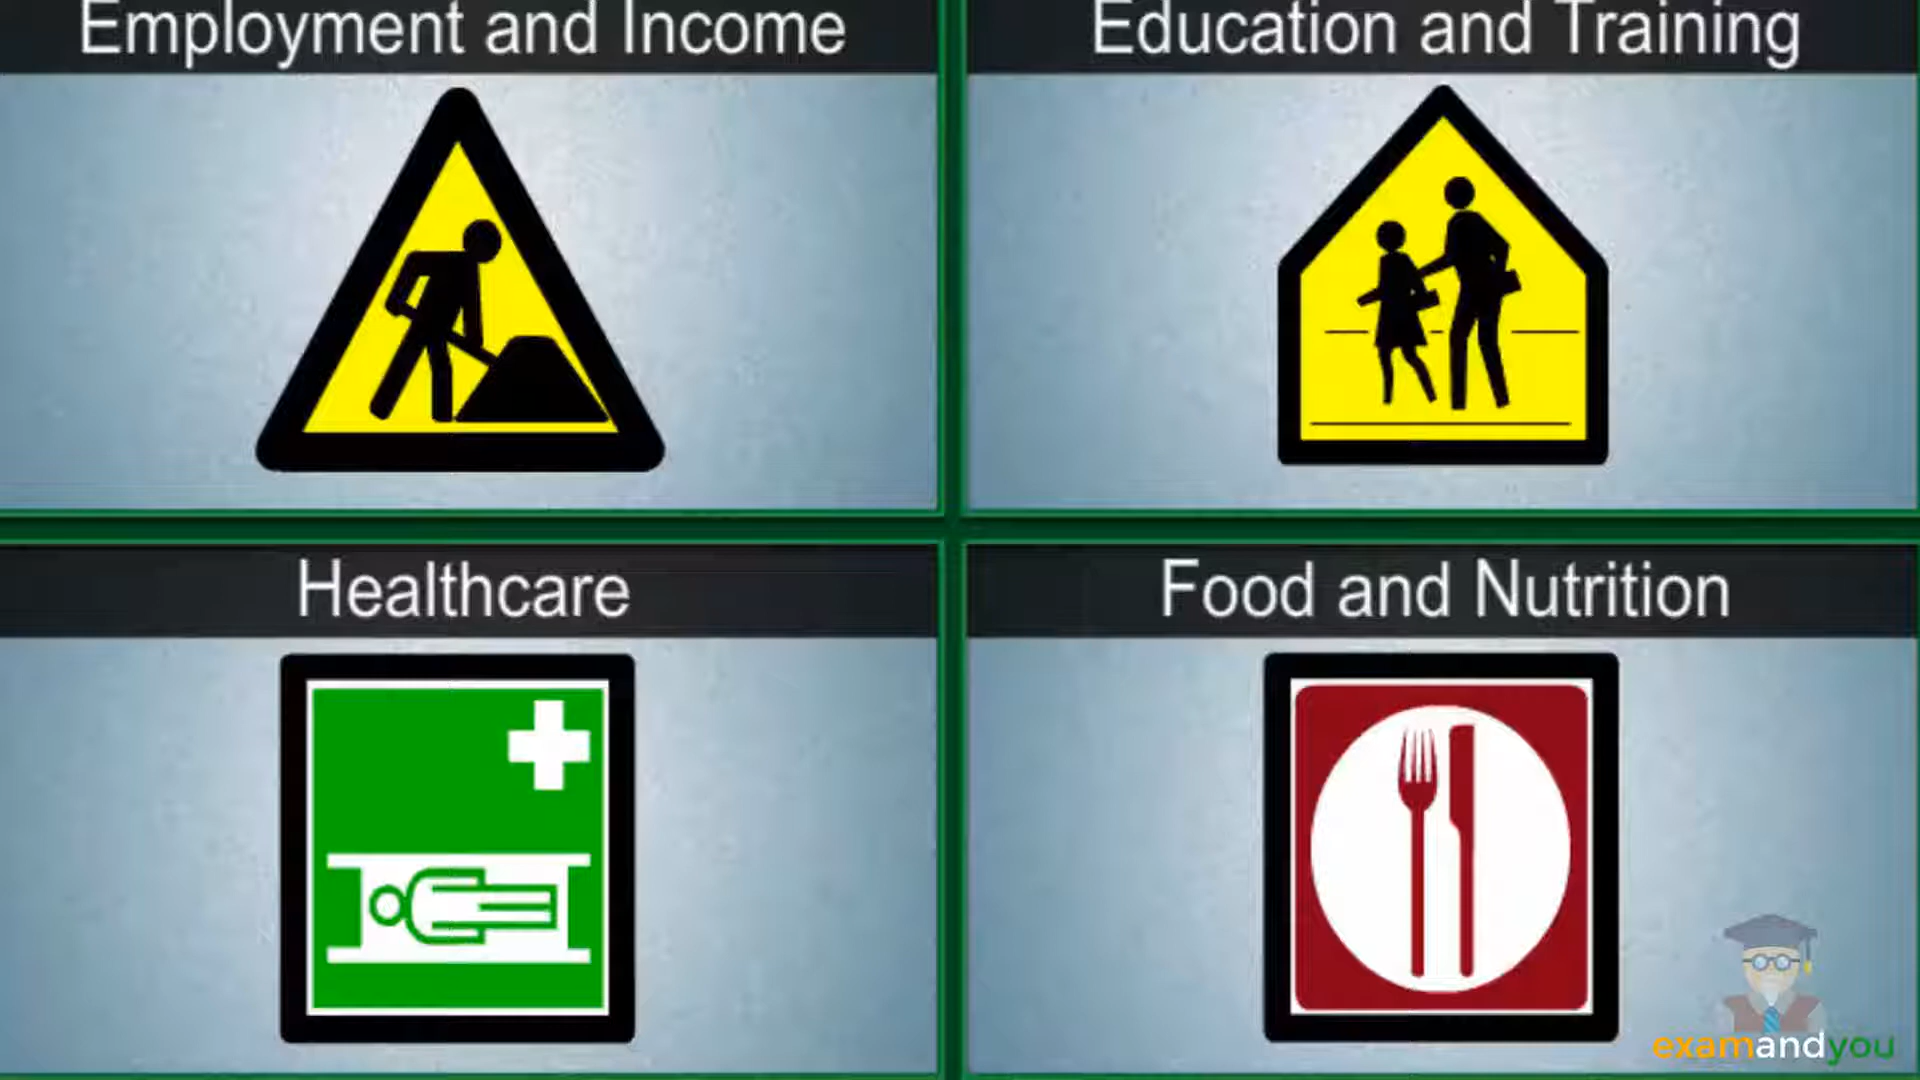 Employment and Income
Education and Training
Healthcare
Food and Nutrition
examandyou